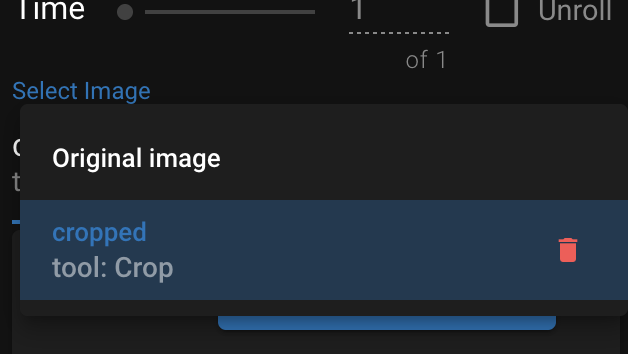 Time
1
Unroll
of 1
Select Image
Original image
cropped
tool: Crop